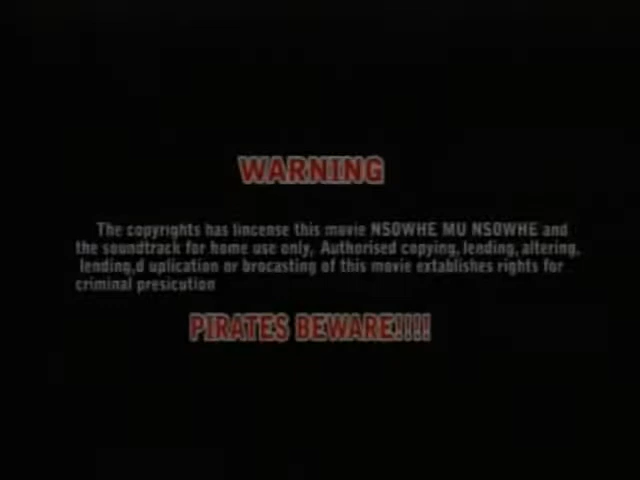 WARNING
The copyrights has lincense this movie NSOWHE MU NSOWHE and
the soundtrack for home use only, Authorised copying, lending, altering,
lending,d uplication or brocasting of this movie extablishes rights for
criminal presicution
PIRATES BEWARE!!!!